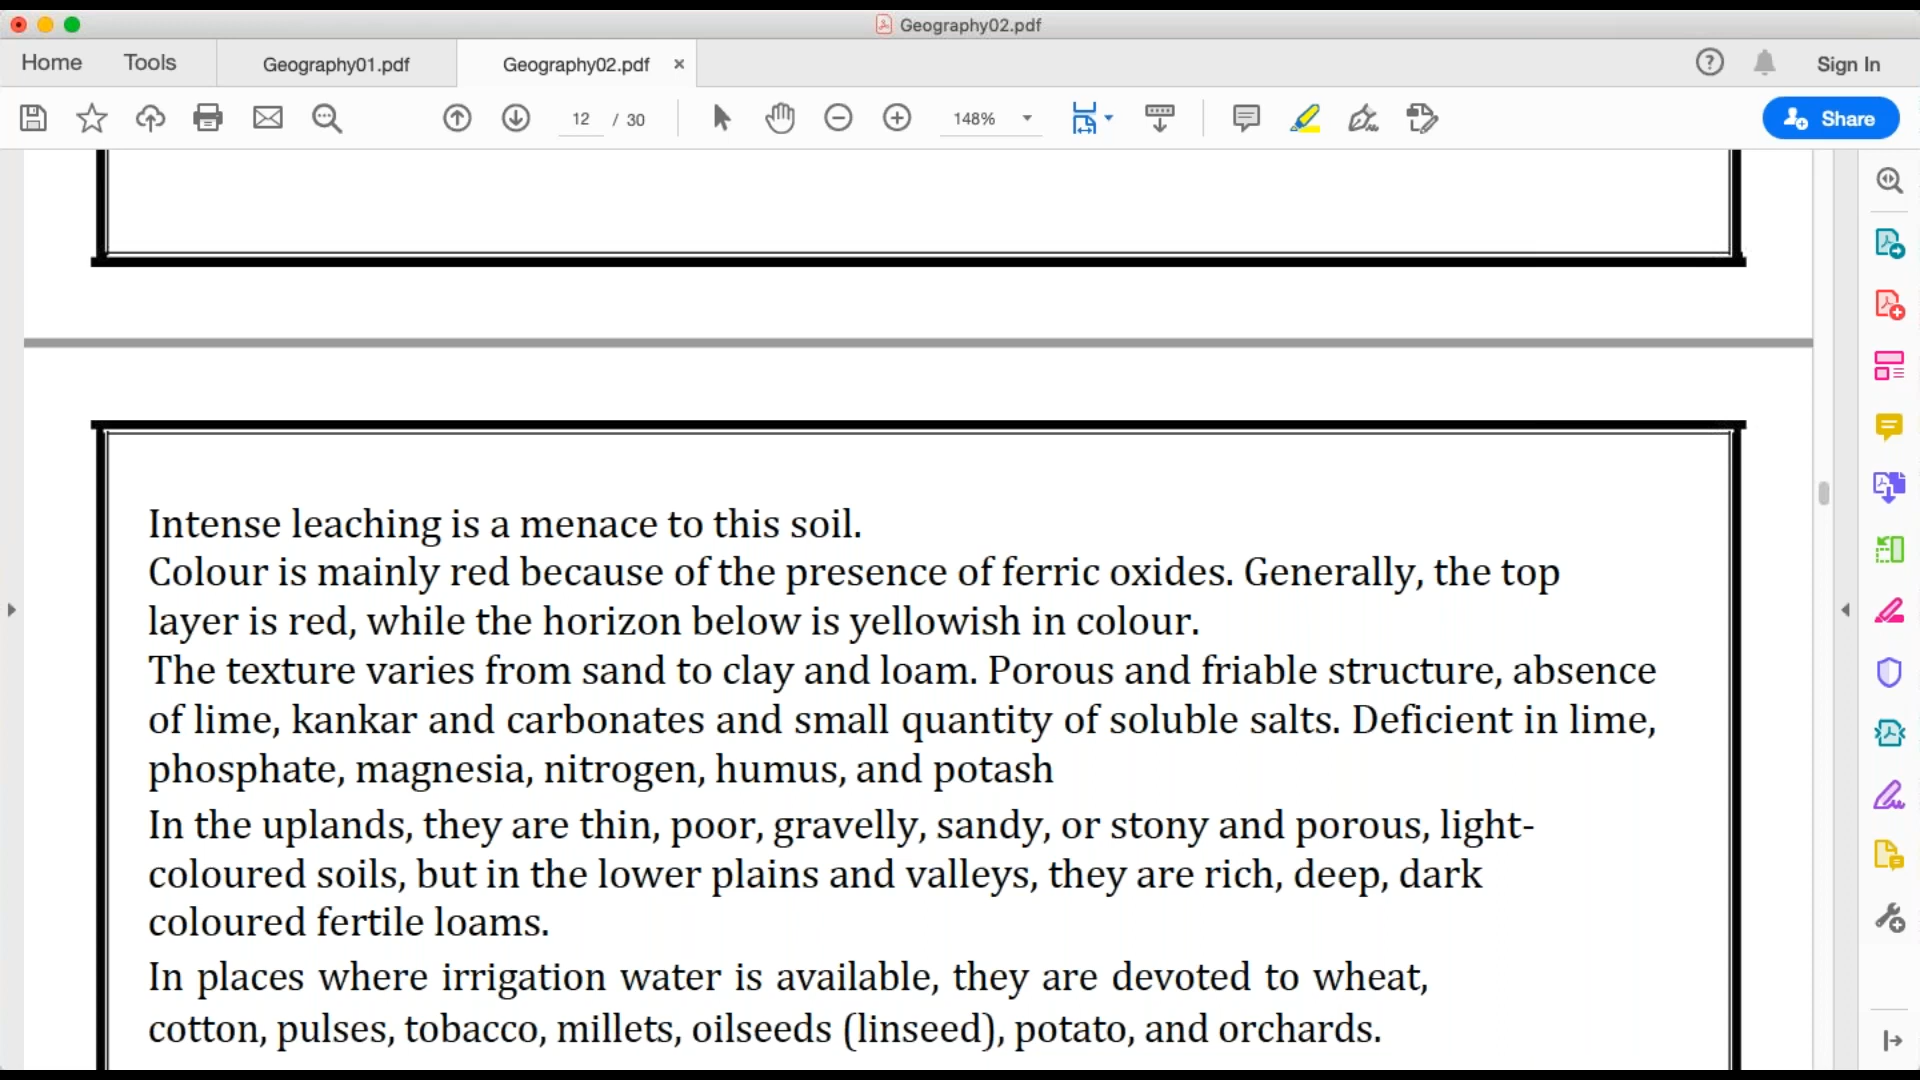 Geography02.pdf
Home Tools Geography01.pdf Geography02.pdf × Sign In
12 / 30 148% Share
Intense leaching is a menace to this soil.
Colour is mainly red because of the presence of ferric oxides. Generally, the top
layer is red, while the horizon below is yellowish in colour.
The texture varies from sand to clay and loam. Porous and friable structure, absence
of lime, kankar and carbonates and small quantity of soluble salts. Deficient in lime,
phosphate, magnesia, nitrogen, humus, and potash
In the uplands, they are thin, poor, gravelly, sandy, or stony and porous, light-
coloured soils, but in the lower plains and valleys, they are rich, deep, dark
coloured fertile loams.
In places where irrigation water is available, they are devoted to wheat,
cotton, pulses, tobacco, millets, oilseeds (linseed), potato, and orchards.